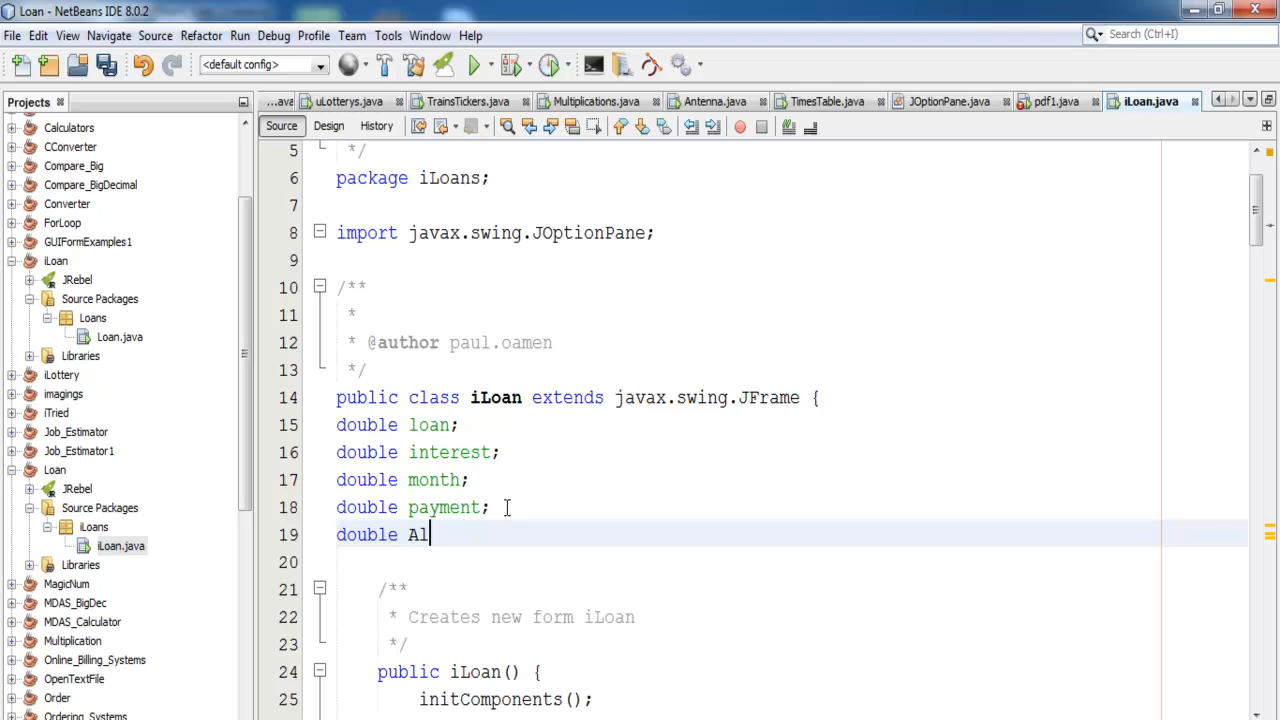 Loan - NetBeans IDE 8.0.2
File Edit View Navigate Source Refactor Run Debug Profile Team Tools Window Help
Search (Ctrl+I)
<default config>
Projects
...ava uLotterys.java TrainsTickers.java Multiplications.java Antenna.java TimesTable.java JOptionPane.java pdf1.java iLoan.java
Source Design History
Calculators
CConverter
Compare_Big
Compare_BigDecimal
Converter
ForLoop
GUIFormExamples1
iLoan
JRebel
Source Packages
Loans
Loan.java
Libraries
iLottery
imagings
iTried
Job_Estimator
Job_Estimator1
Loan
JRebel
Source Packages
iLoans
iLoan.java
Libraries
MagicNum
MDAS_BigDec
MDAS_Calculator
Multiplication
Online_Billing_Systems
OpenTextFile
Order
Ordering_Systems
5 */
6 package iLoans;
7
8 import javax.swing.JOptionPane;
9
10 /**
11 *
12 * @author paul.oamen
13 */
14 public class iLoan extends javax.swing.JFrame {
15 double loan;
16 double interest;
17 double month;
18 double payment;
19 double Al
20
21 /**
22 * Creates new form iLoan
23 */
24 public iLoan() {
25 initComponents();